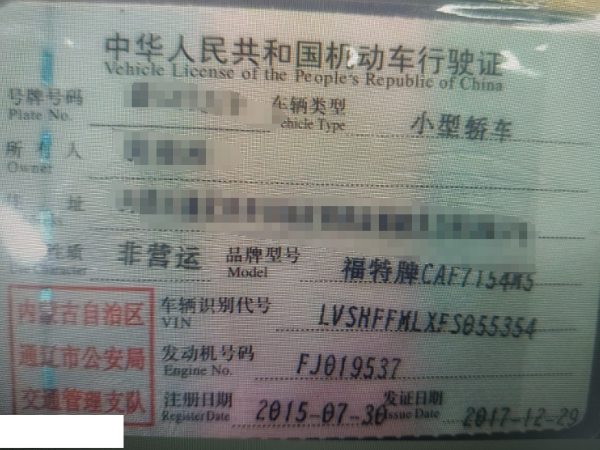 中华人民共和国机动车行驶证
Vehicle License of the People's Republic of China
号牌号码
Plate No.
车辆类型
Vehicle Type
小型轿车
所有人
Owner
住址
使用性质
Use Character
非营运
品牌型号
Model
福特牌CAF7154M5
车辆识别代号
VIN
LVSHFFMLXFS055354
发动机号码
Engine No.
FJ019537
注册日期
Register Date
2015-07-30
发证日期
Issue Date
2017-12-29
内蒙古自治区
通辽市公安局
交通管理支队